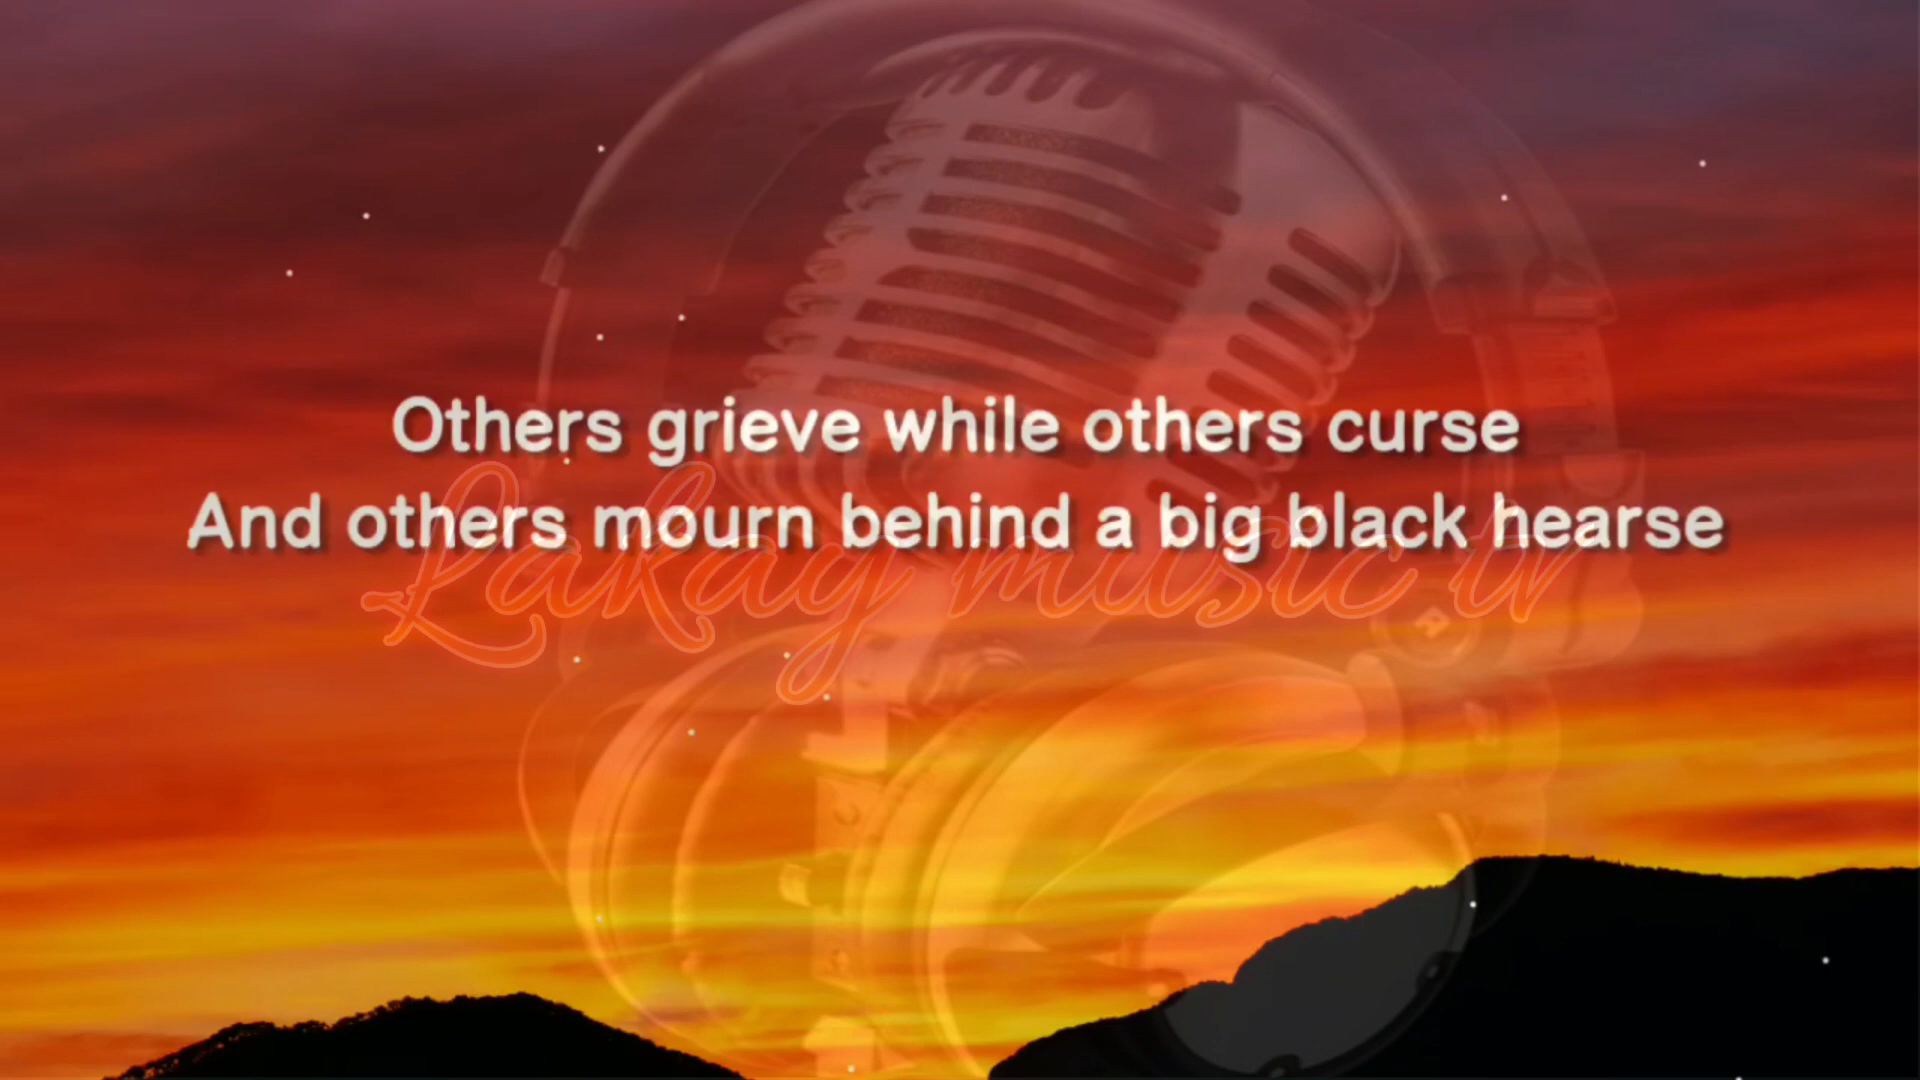 Others grieve while others curse
And others mourn behind a big black hearse
Lakay music tv
R